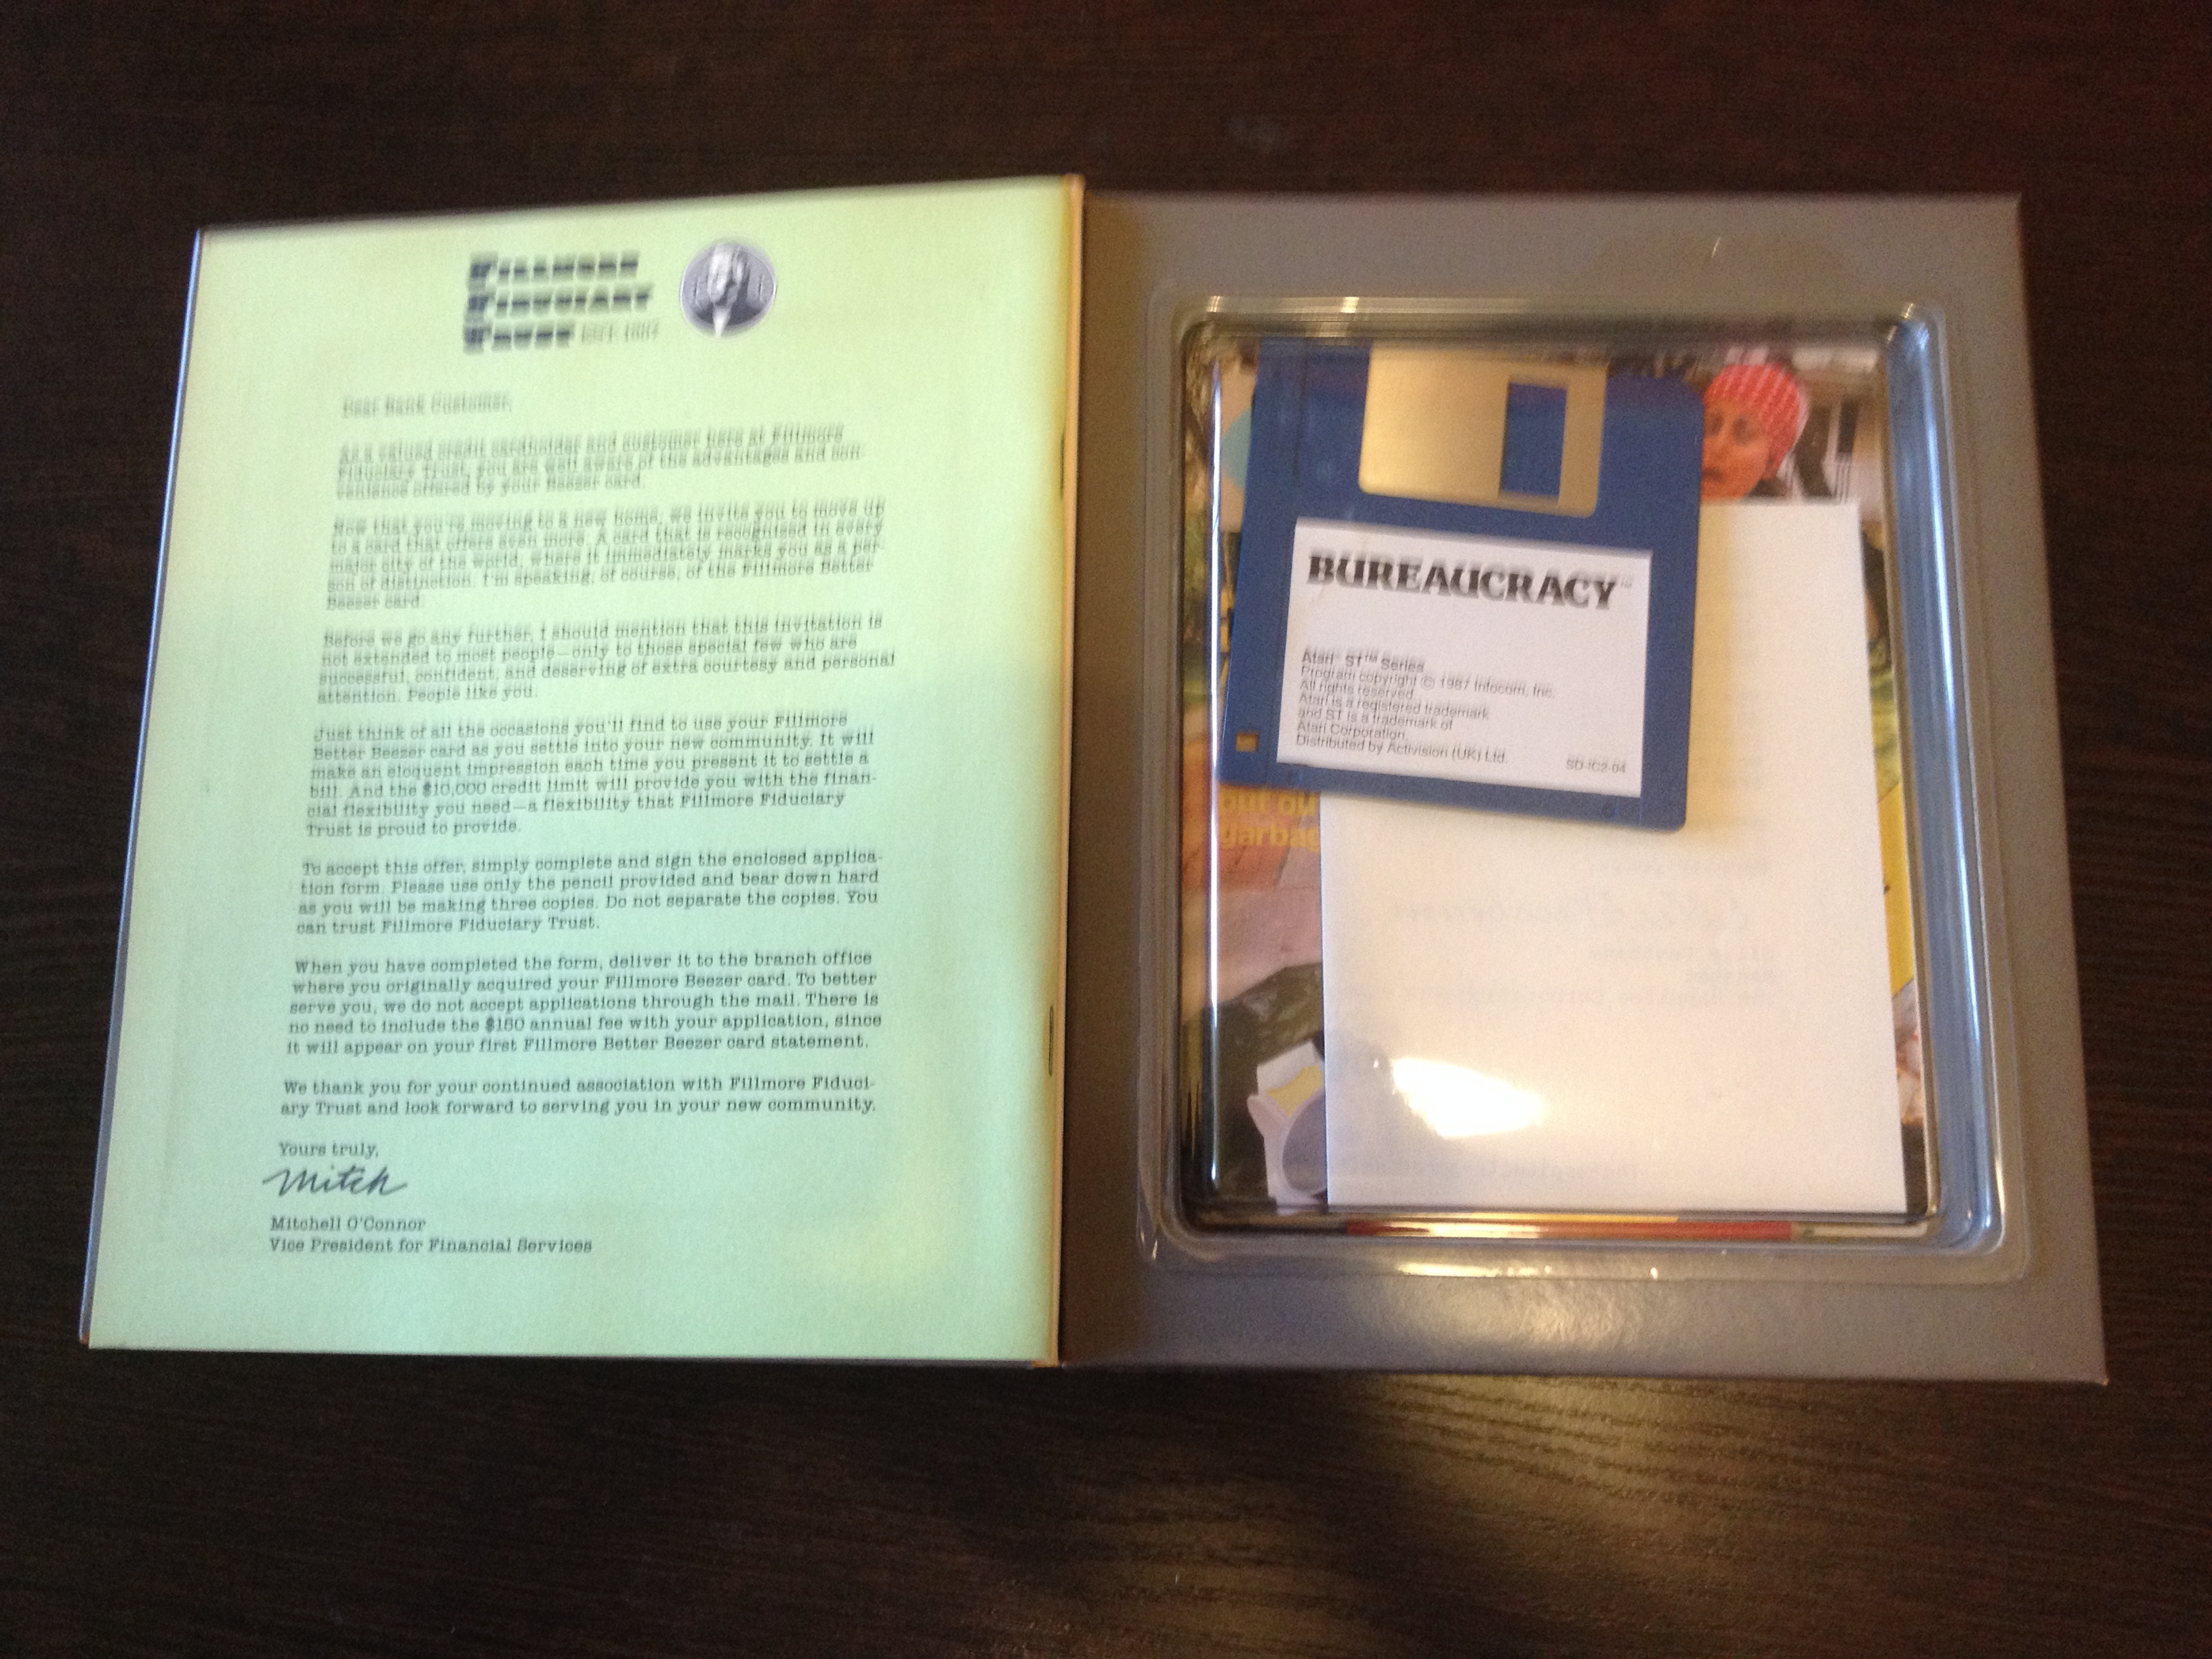 FILLMORE
FIDUCIARY
TRUST ESTD. 1887
Dear Bank Customer,
As a valued credit cardholder and customer here at Fillmore
Fiduciary Trust, you are well aware of the advantages and con-
venience offered by your Beezer card.
Now that you're moving to a new home, we invite you to move up
to a card that offers even more. A card that is recognized in every
major city of the world, where it immediately marks you as a per-
son of distinction. I'm speaking, of course, of the Fillmore Better
Beezer card.
Before we go any further, I should mention that this invitation is
not extended to most people—only to those special few who are
successful, confident, and deserving of extra courtesy and personal
attention. People like you.
Just think of all the occasions you'll find to use your Fillmore
Better Beezer card as you settle into your new community. It will
make an eloquent impression each time you present it to settle a
bill. And the $10,000 credit limit will provide you with the finan-
cial flexibility you need—a flexibility that Fillmore Fiduciary
Trust is proud to provide.
To accept this offer, simply complete and sign the enclosed applica-
tion form. Please use only the pencil provided and bear down hard
as you will be making three copies. Do not separate the copies. You
can trust Fillmore Fiduciary Trust.
When you have completed the form, deliver it to the branch office
where you originally acquired your Fillmore Beezer card. To better
serve you, we do not accept applications through the mail. There is
no need to include the $150 annual fee with your application, since
it will appear on your first Fillmore Better Beezer card statement.
We thank you for your continued association with Fillmore Fiduci-
ary Trust and look forward to serving you in your new community.
Yours truly,
Mitch
Mitchell O'Connor
Vice President for Financial Services
BUREAUCRACY™
Atari ST™ Series
Program copyright © 1987 Infocom, Inc.
All rights reserved
Atari is a registered trademark
and ST is a trademark of
Atari Corporation.
Distributed by Activision (UK) Ltd.
SD-IC2-04
out ou
garbag